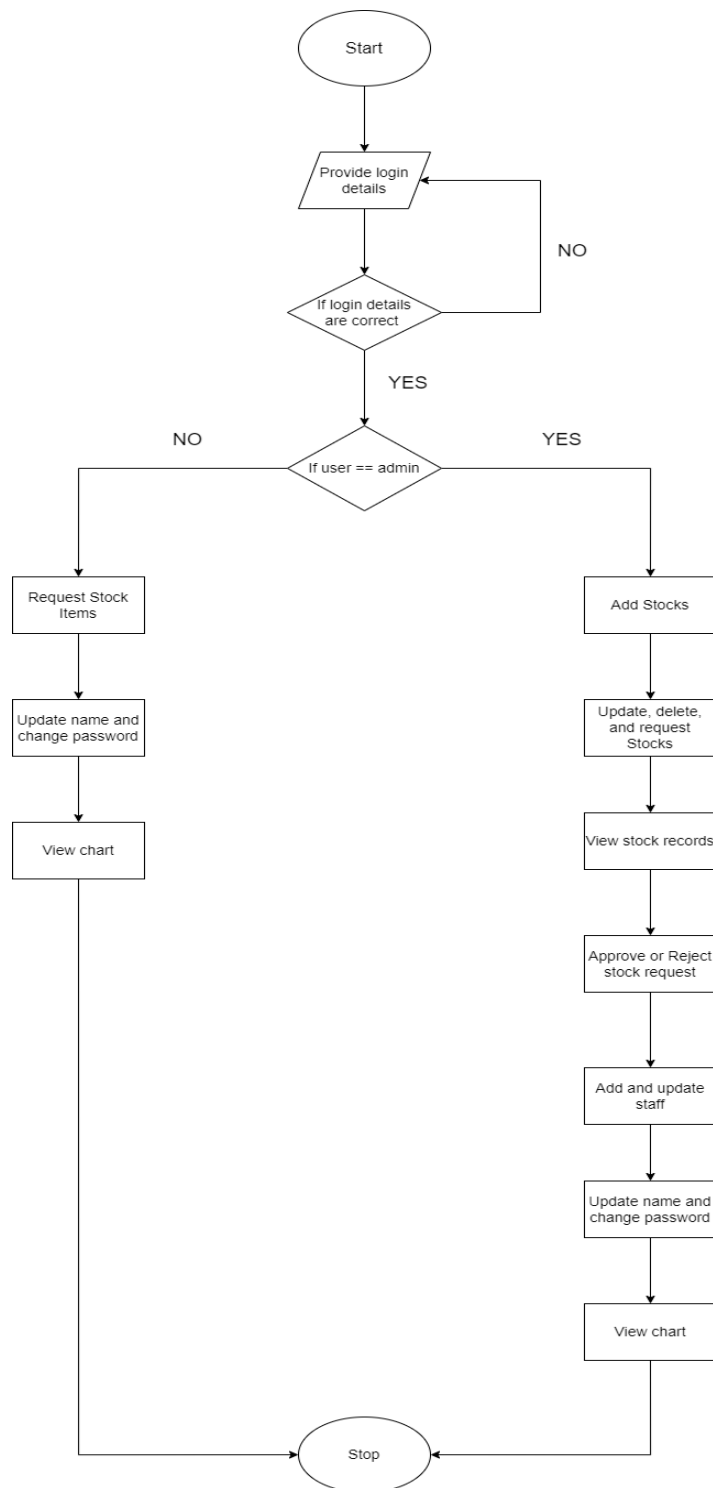 Start
Provide login
details
NO
If login details
are correct
YES
NO
YES
If user == admin
Request Stock
Items
Add Stocks
Update name and
change password
Update, delete,
and request
Stocks
View chart
View stock records
Approve or Reject
stock request
Add and update
staff
Update name and
change password
View chart
Stop